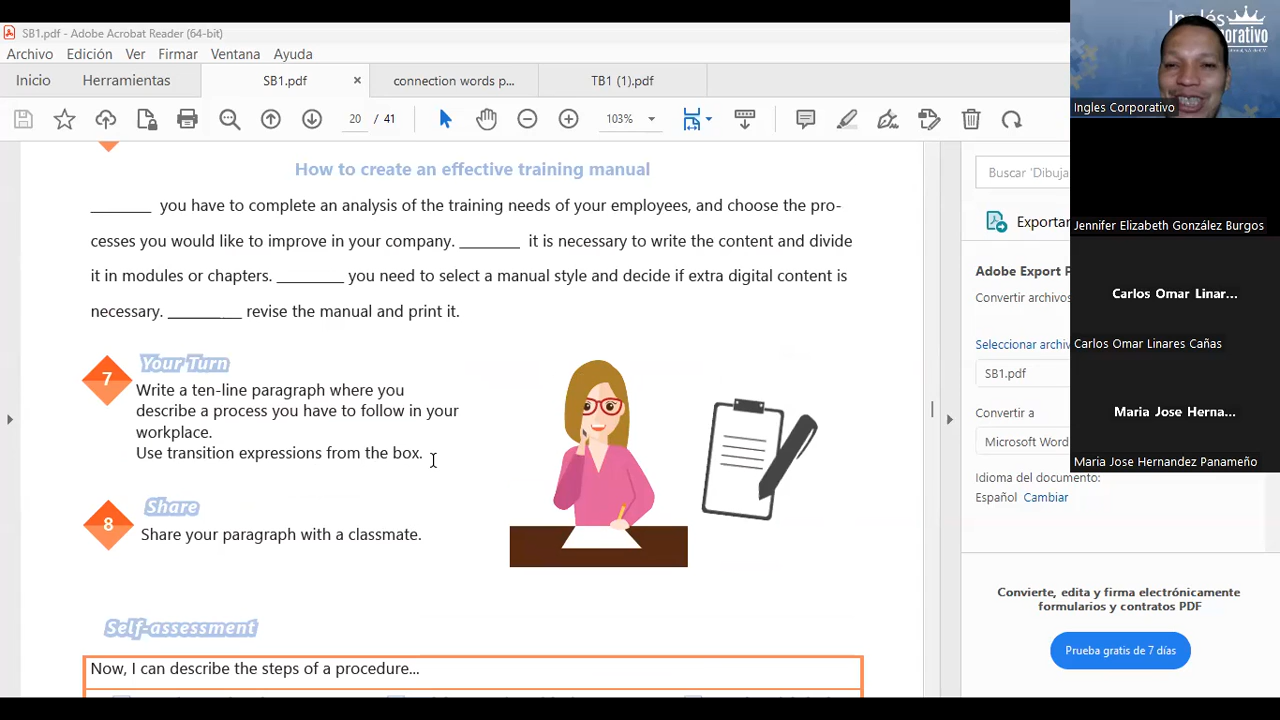 SB1.pdf - Adobe Acrobat Reader (64-bit)
Archivo Edición Ver Firmar Ventana Ayuda
Inicio Herramientas SB1.pdf × connection words p... TB1 (1).pdf
20 / 41 103%
How to create an effective training manual
_______ you have to complete an analysis of the training needs of your employees, and choose the pro-
cesses you would like to improve in your company. _______ it is necessary to write the content and divide
it in modules or chapters. ________ you need to select a manual style and decide if extra digital content is
necessary. _________ revise the manual and print it.
7
Your Turn
Write a ten-line paragraph where you
describe a process you have to follow in your
workplace.
Use transition expressions from the box.
8
Share
Share your paragraph with a classmate.
Self-assessment
Now, I can describe the steps of a procedure...
Buscar 'Dibuja
Exportar
Adobe Export P
Convertir archivos
Seleccionar archiv
SB1.pdf
Convertir a
Microsoft Word
Idioma del documento:
Español Cambiar
Convierte, edita y firma electrónicamente
formularios y contratos PDF
Prueba gratis de 7 días
Inglés
Ingles Corporativo
Jennifer Elizabeth González Burgos
Carlos Omar Linar...
Carlos Omar Linares Cañas
Maria Jose Herna...
Maria Jose Hernandez Panameño